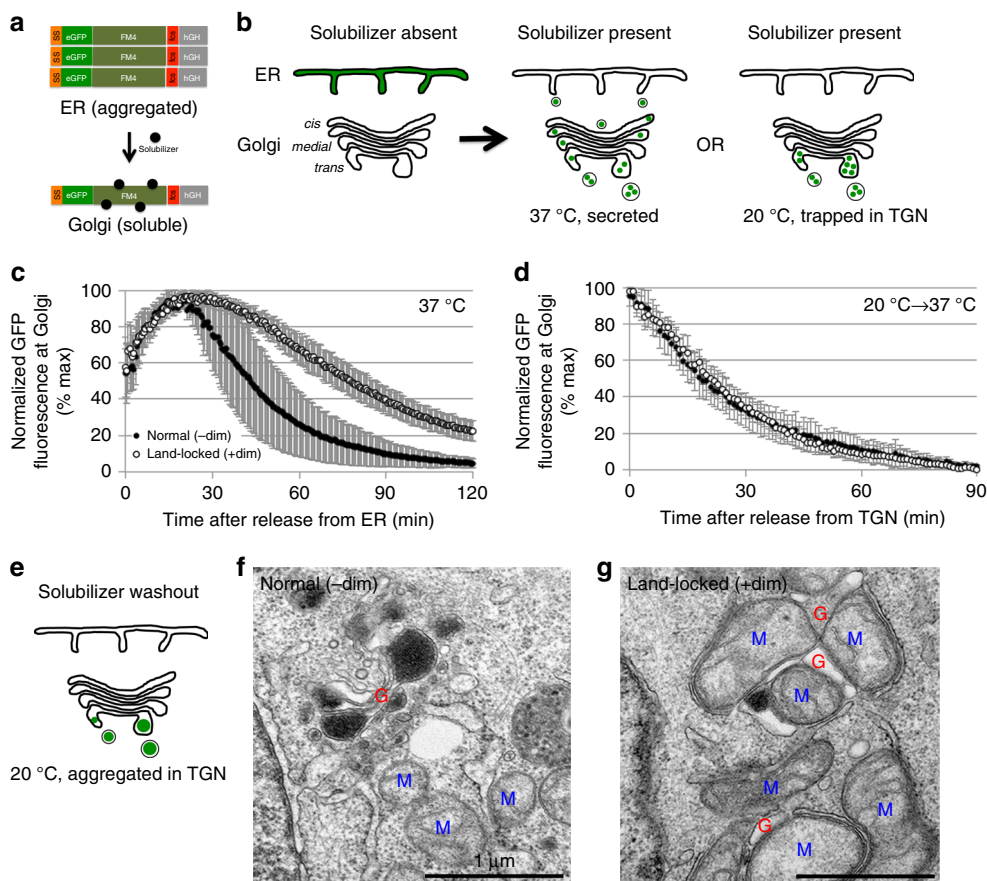 a
SS eGFP FM4 fos hGH
SS eGFP FM4 fos hGH
SS eGFP FM4 fos hGH
ER (aggregated)
Solubilizer
SS eGFP FM4 fos hGH
Golgi (soluble)
b
Solubilizer absent
Solubilizer present
Solubilizer present
ER
Golgi
cis
medial
trans
OR
37 °C, secreted
20 °C, trapped in TGN
c
Normalized GFP
fluorescence at Golgi
(% max)
100
80
60
40
20
0
37 °C
Normal (–dim)
Land-locked (+dim)
0 30 60 90 120
Time after release from ER (min)
d
Normalized GFP
fluorescence at Golgi
(% max)
100
80
60
40
20
0
20 °C→37 °C
0 30 60 90
Time after release from TGN (min)
e
Solubilizer washout
20 °C, aggregated in TGN
f
Normal (–dim)
G
M
M
M
1 μm
g
Land-locked (+dim)
G
M
M
G
M
M
M
G
M